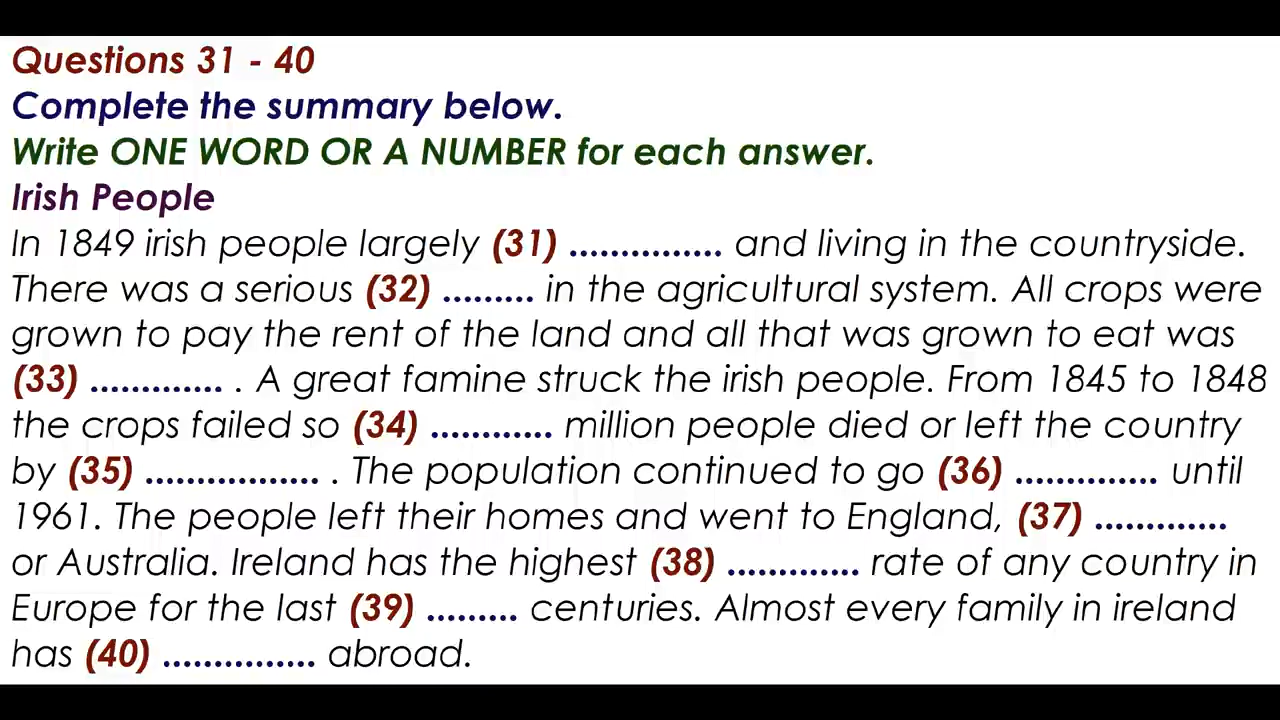 Questions 31 - 40
Complete the summary below.
Write ONE WORD OR A NUMBER for each answer.
Irish People
In 1849 irish people largely (31) ............... and living in the countryside.
There was a serious (32) ......... in the agricultural system. All crops were
grown to pay the rent of the land and all that was grown to eat was
(33) ............. . A great famine struck the irish people. From 1845 to 1848
the crops failed so (34) ............ million people died or left the country
by (35) ................. . The population continued to go (36) .............. until
1961. The people left their homes and went to England, (37) .............
or Australia. Ireland has the highest (38) ............. rate of any country in
Europe for the last (39) ......... centuries. Almost every family in ireland
has (40) ............... abroad.